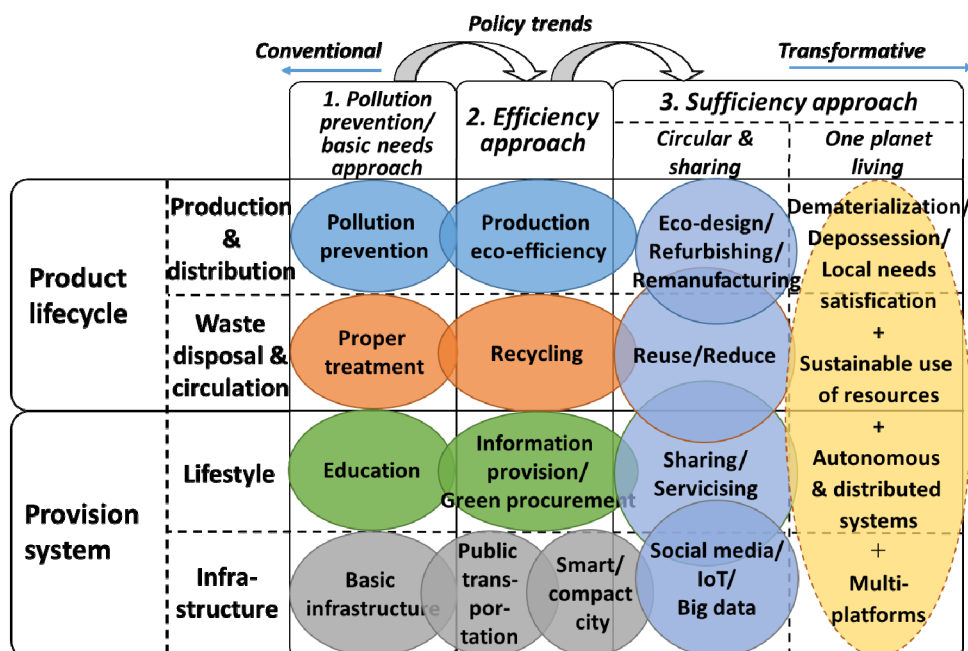 Policy trends
Conventional
Transformative
1. Pollution
prevention/
basic needs
approach
2. Efficiency
approach
3. Sufficiency approach
Circular &
sharing
One planet
living
Product
lifecycle
Production
&
distribution
Pollution
prevention
Production
eco-efficiency
Eco-design/
Refurbishing/
Remanufacturing
Dematerialization/
Depossession/
Local needs
satisfication
+
Sustainable use
of resources
+
Autonomous
& distributed
systems
+
Multi-
platforms
Waste
disposal &
circulation
Proper
treatment
Recycling
Reuse/Reduce
Provision
system
Lifestyle
Education
Information
provision/
Green procurement
Sharing/
Servicising
Infra-
structure
Basic
infrastructure
Public
trans-
por-
tation
Smart/
compact
city
Social media/
IoT/
Big data